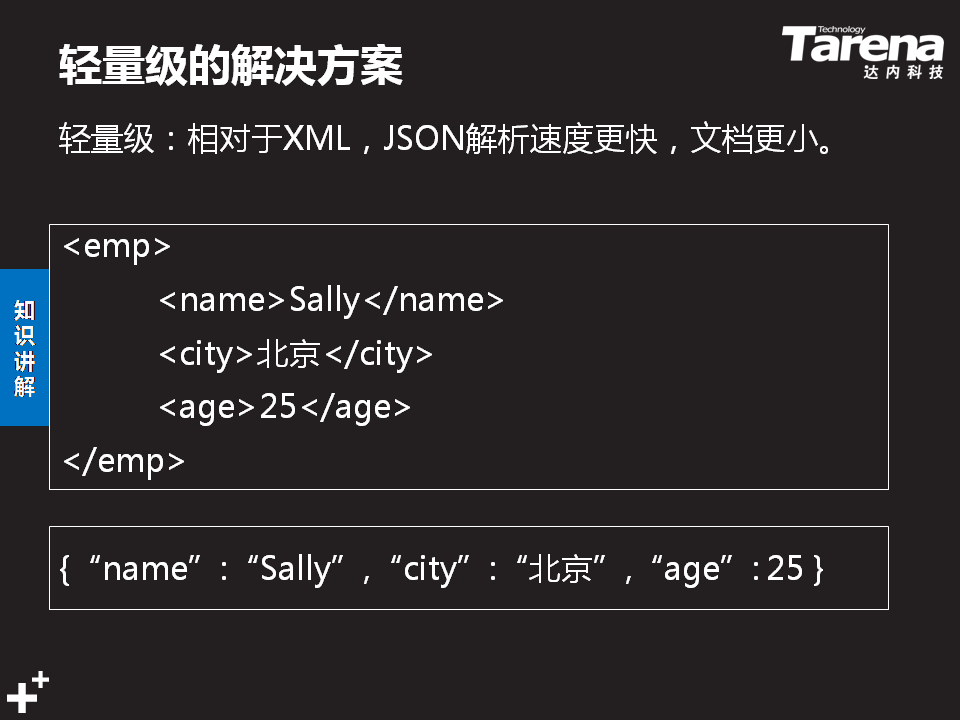 轻量级的解决方案
Technology
Tarena
达内科技
轻量级：相对于XML，JSON解析速度更快，文档更小。
<emp>
<name>Sally</name>
<city>北京</city>
<age>25</age>
</emp>
知识讲解
{ “name” : “Sally” , “city” : “北京” , “age” : 25 }